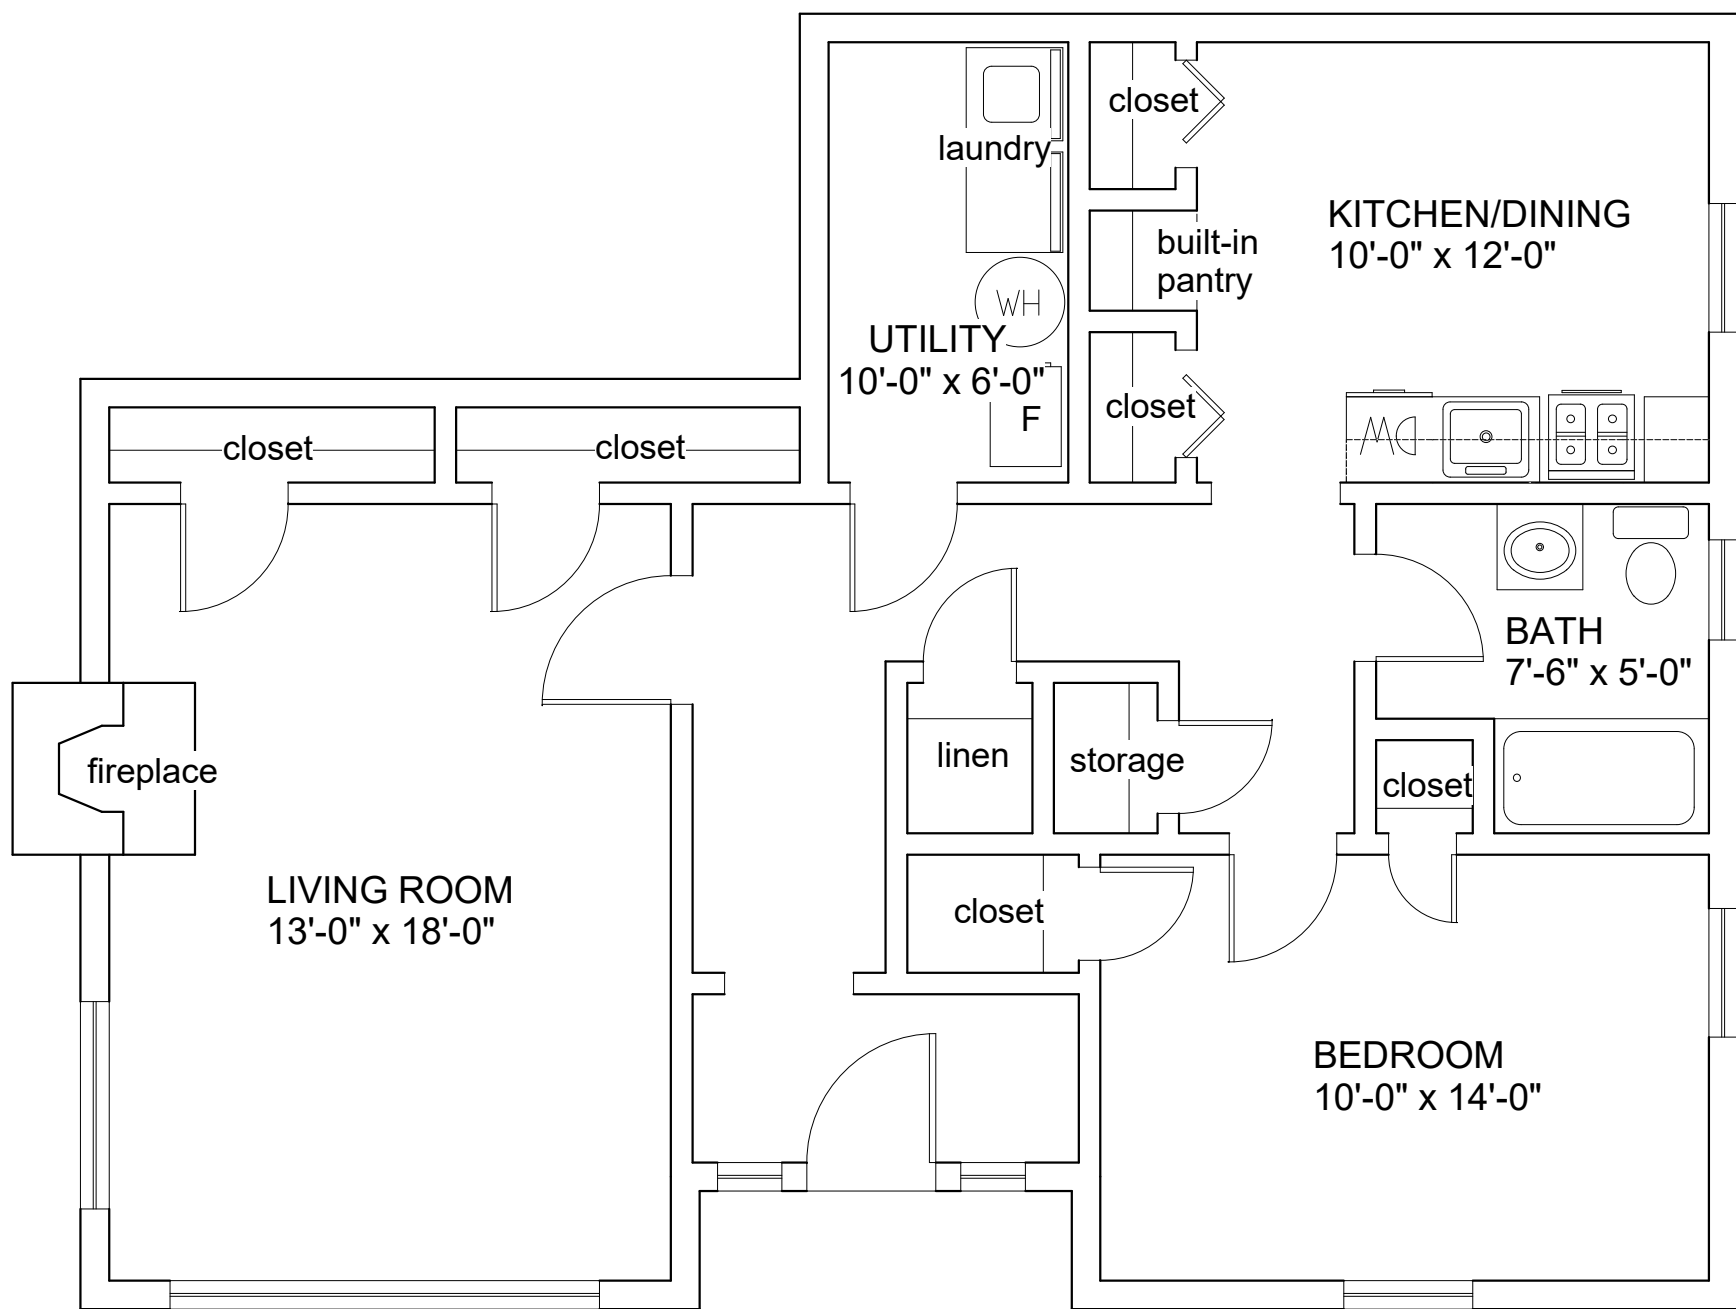 closet
laundry
KITCHEN/DINING
10'-0" x 12'-0"
built-in
pantry
WH
UTILITY
10'-0" x 6'-0"
F
closet
closet
closet
BATH
7'-6" x 5'-0"
linen
storage
closet
fireplace
LIVING ROOM
13'-0" x 18'-0"
closet
BEDROOM
10'-0" x 14'-0"